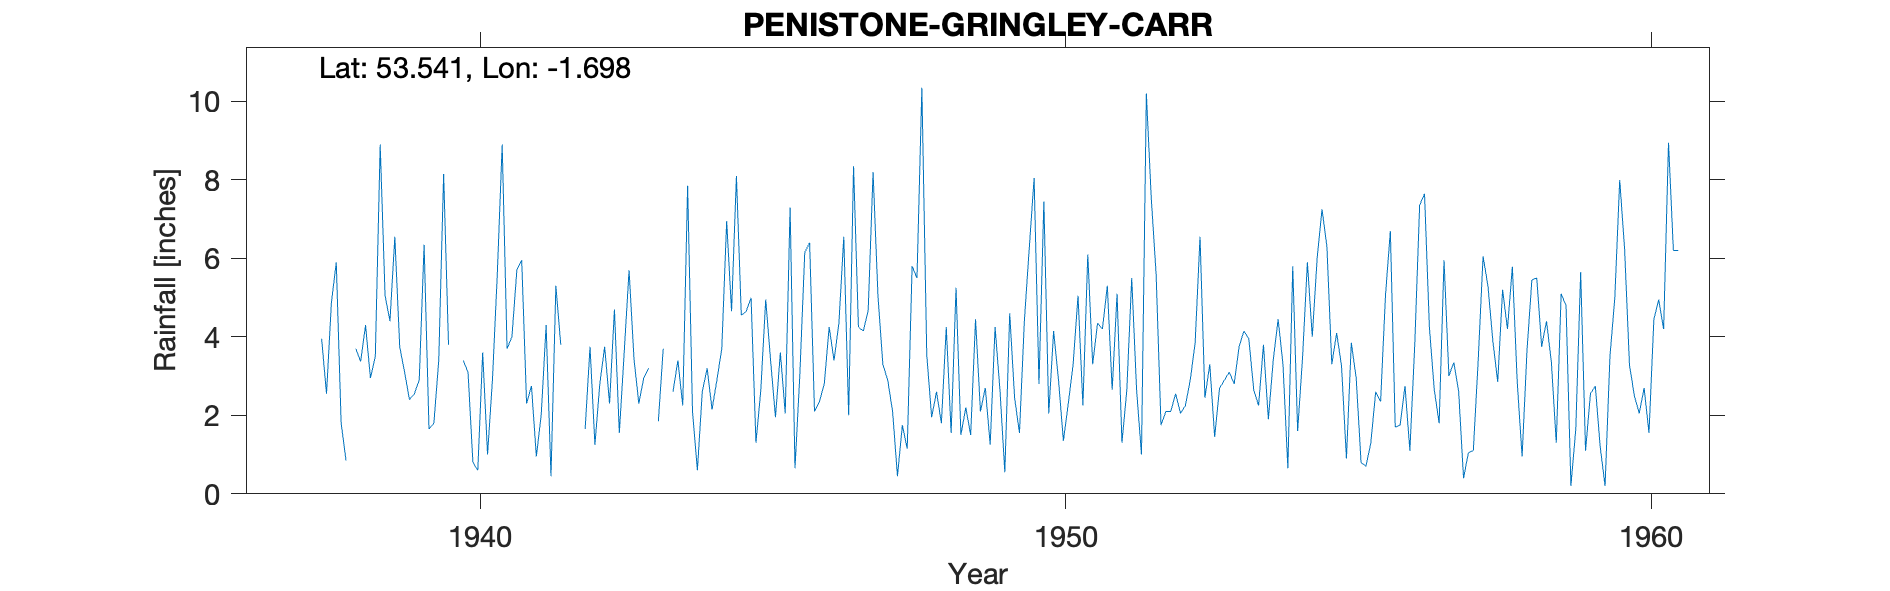 PENISTONE-GRINGLEY-CARR
Lat: 53.541, Lon: -1.698
Rainfall [inches]
10
8
6
4
2
0
1940 1950 1960
Year